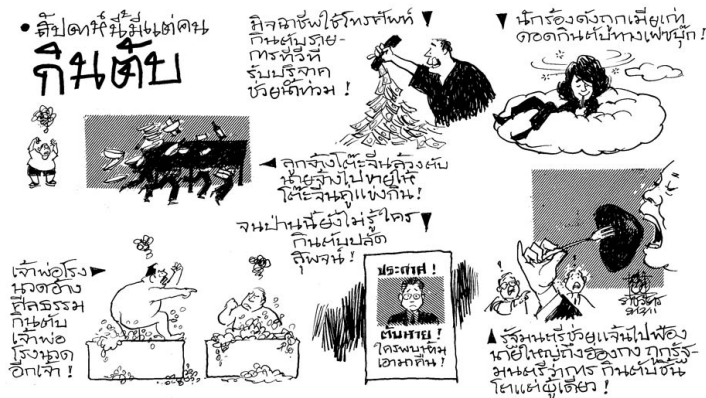 • สัปดาห์นี้มีแต่คน
กินตับ
มิจฉาชีพใช้โทรศัพท์
กินตับราย-
การทีวีที่
รับบริจาค
ช่วยน้ำท่วม !
นักร้องดังถูกเมียเก่า
ตอดกินตับทางเฟซบุ๊ก !
ลูกจ้างโต๊ะจีนล้วงตับ
นายจ้างไปขายให้
โต๊ะจีนคู่แข่งกิน !
จนป่านนี้ยังไม่รู้ใคร
กินตับปลัด
สุพจน์ !
เจ้าพ่อโรง
นวดอ้าง
ศีลธรรม
กินตับ
เจ้าพ่อ
โรงนวด
อีกเจ้า !
ประกาศ !
ตับหาย !
ใครพบเห็น
เอามาคืน !
รัฐมนตรีช่วยแจ้นไปฟ้อง
นายใหญ่ถึงฮ่องกง ถูกรัฐ-
มนตรีว่าการ กินตับชิ้น
โตแต่ผู้เดียว !